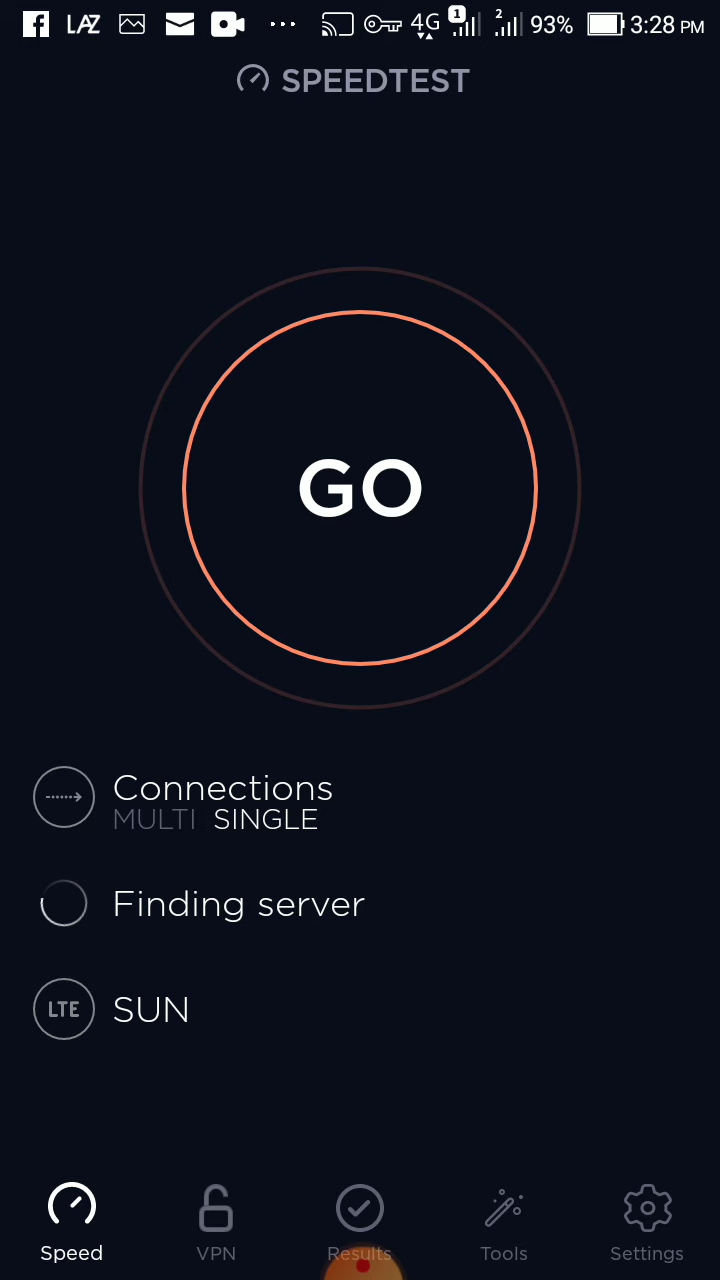 LAZ 4G 1 2 93% 3:28 PM
SPEEDTEST
GO
Connections
MULTI SINGLE
Finding server
LTE SUN
Speed VPN Results Tools Settings